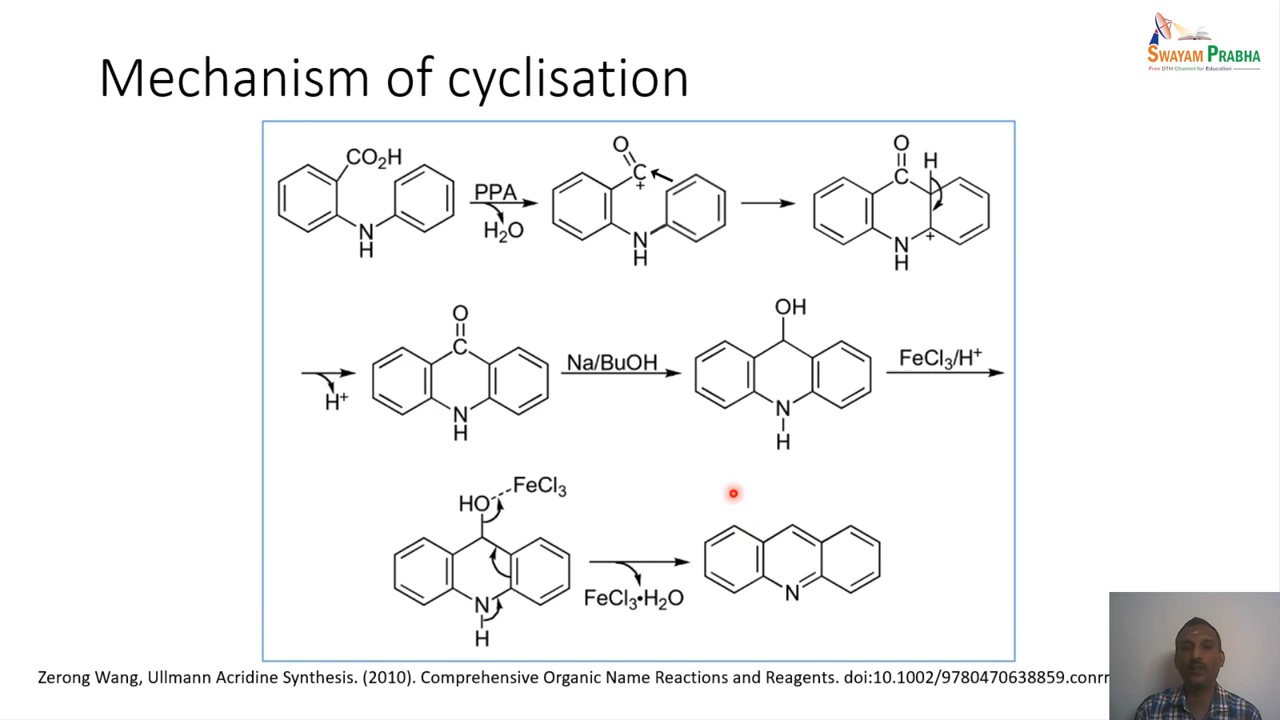 SWAYAM PRABHA
Free DTH Channel for Education
Mechanism of cyclisation
CO2H
N
H
PPA
H2O
O
C
+
N
H
O
C
H
N
H
+
H+
O
C
N
H
Na/BuOH
OH
N
H
FeCl3/H+
HO
FeCl3
N
H
FeCl3•H2O
N
Zerong Wang, Ullmann Acridine Synthesis. (2010). Comprehensive Organic Name Reactions and Reagents. doi:10.1002/9780470638859.conrr